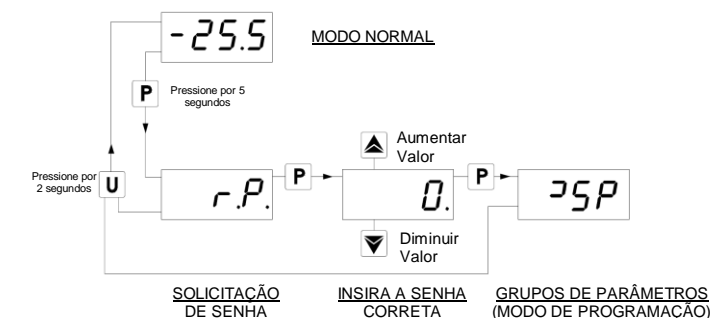 -25.5
MODO NORMAL
P
Pressione por 5
segundos
Aumentar
Valor
Pressione por
2 segundos
U
r.P.
P
0.
P
⊃SP
Diminuir
Valor
SOLICITAÇÃO
DE SENHA
INSIRA A SENHA
CORRETA
GRUPOS DE PARÂMETROS
(MODO DE PROGRAMAÇÃO)